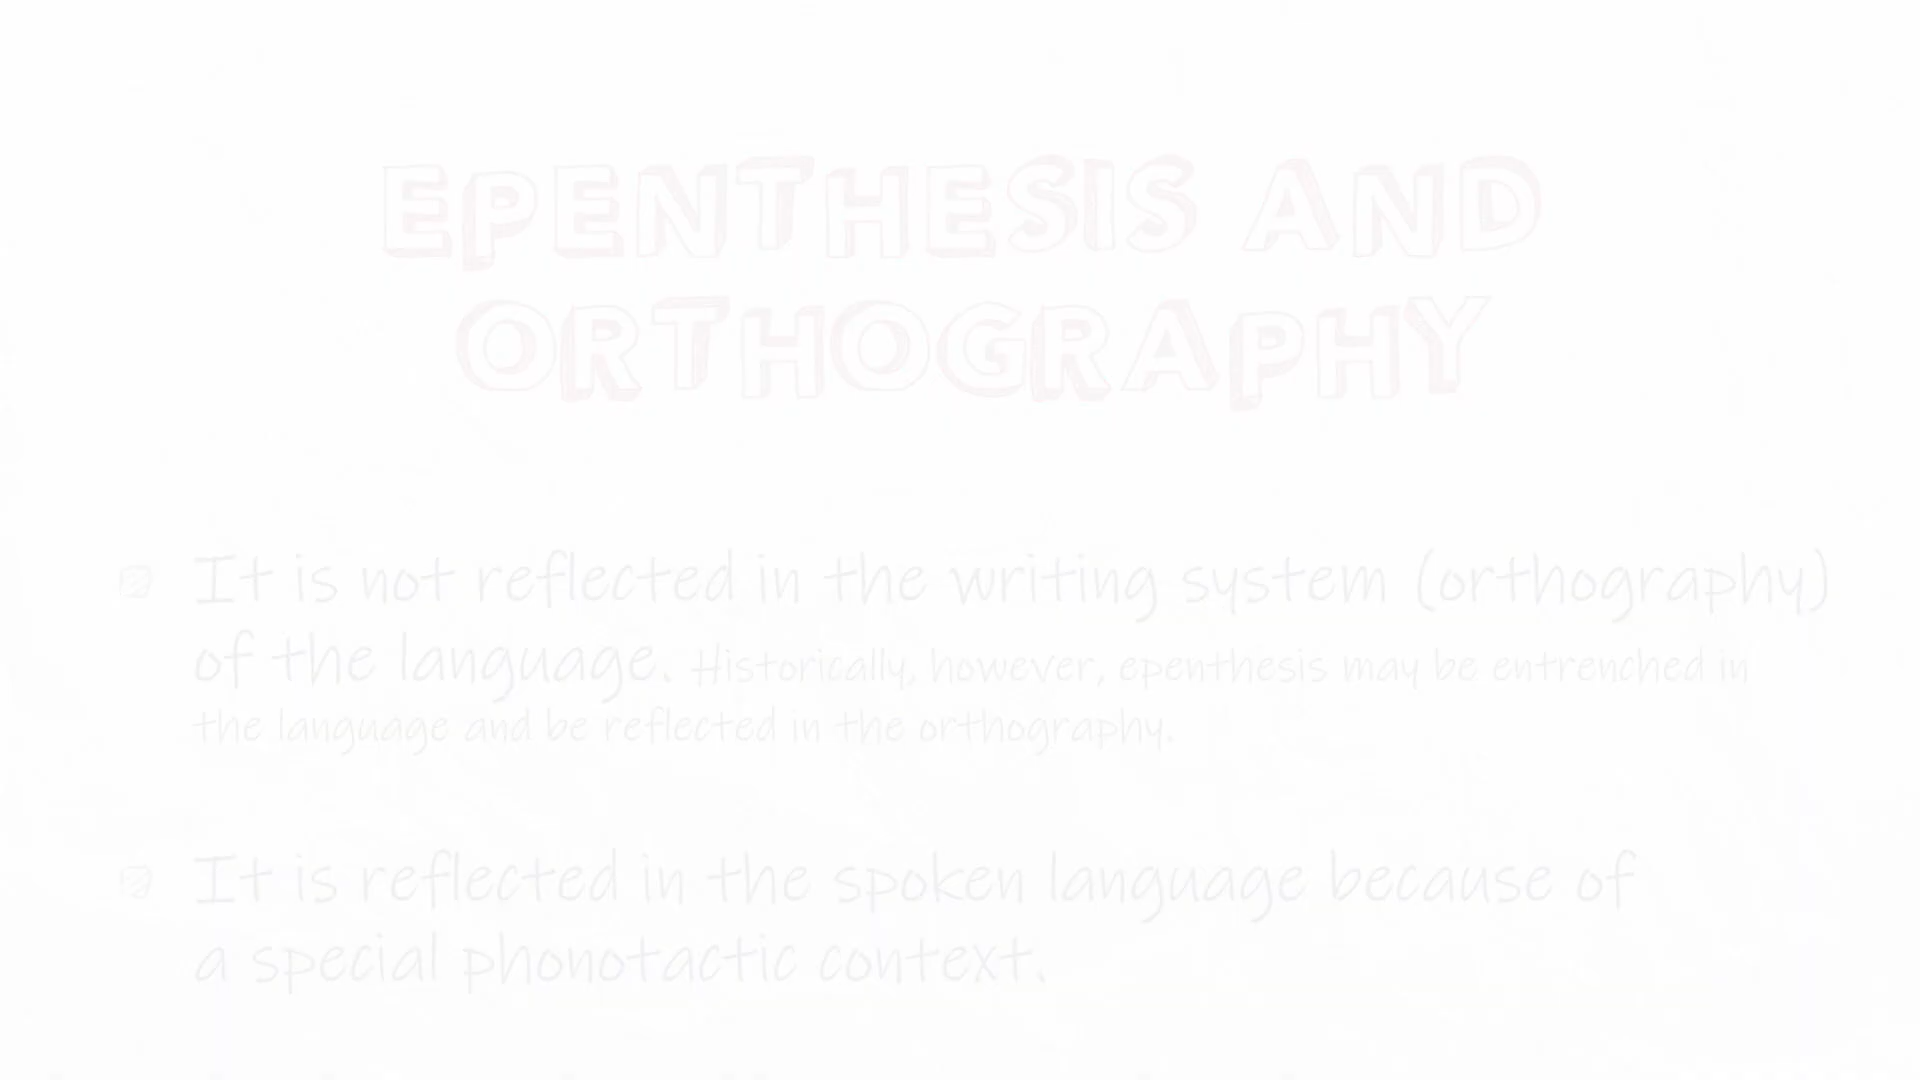 EPENTHESIS AND
ORTHOGRAPHY
It is not reflected in the writing system (orthography)
of the language. Historically, however, epenthesis may be entrenched in
the language and be reflected in the orthography.
It is reflected in the spoken language because of
a special phonotactic context.